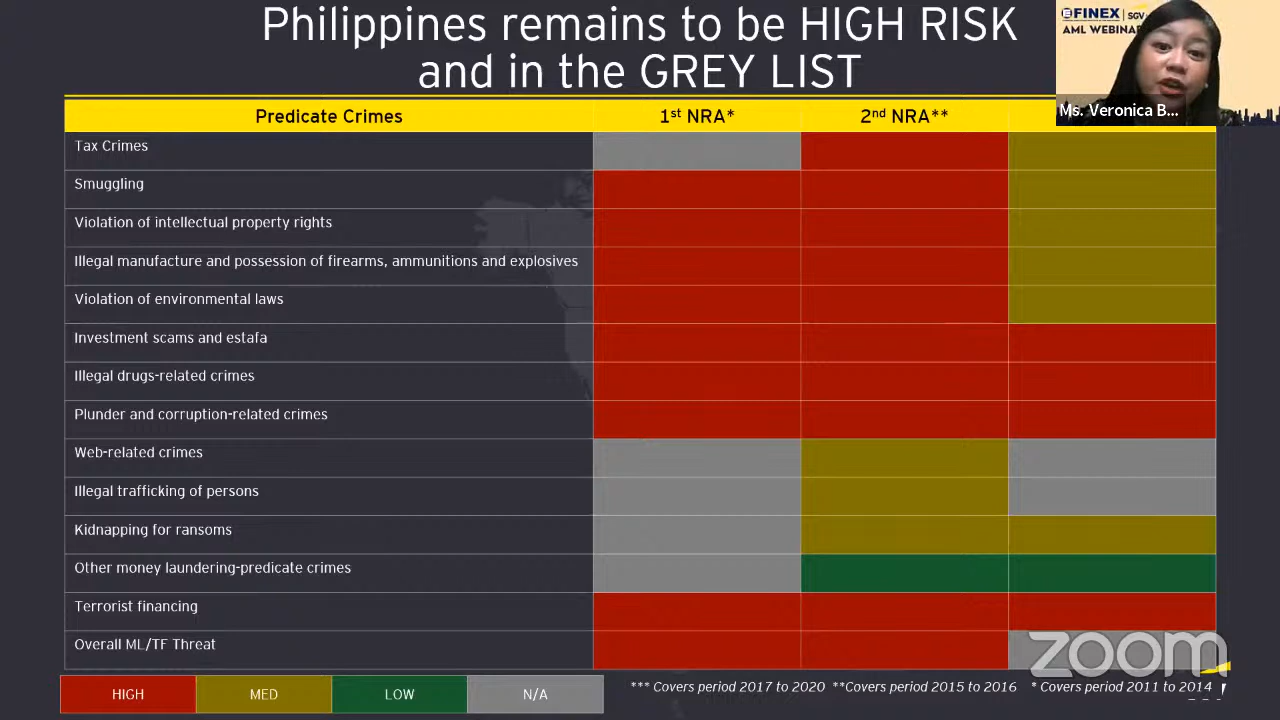 Philippines remains to be HIGH RISK
and in the GREY LIST
FINEX | SGV
AML WEBINAR
Ms. Veronica B...
Predicate Crimes 1st NRA* 2nd NRA**
Tax Crimes
Smuggling
Violation of intellectual property rights
Illegal manufacture and possession of firearms, ammunitions and explosives
Violation of environmental laws
Investment scams and estafa
Illegal drugs-related crimes
Plunder and corruption-related crimes
Web-related crimes
Illegal trafficking of persons
Kidnapping for ransoms
Other money laundering-predicate crimes
Terrorist financing
Overall ML/TF Threat
zoom
HIGH MED LOW N/A
*** Covers period 2017 to 2020 **Covers period 2015 to 2016 * Covers period 2011 to 2014